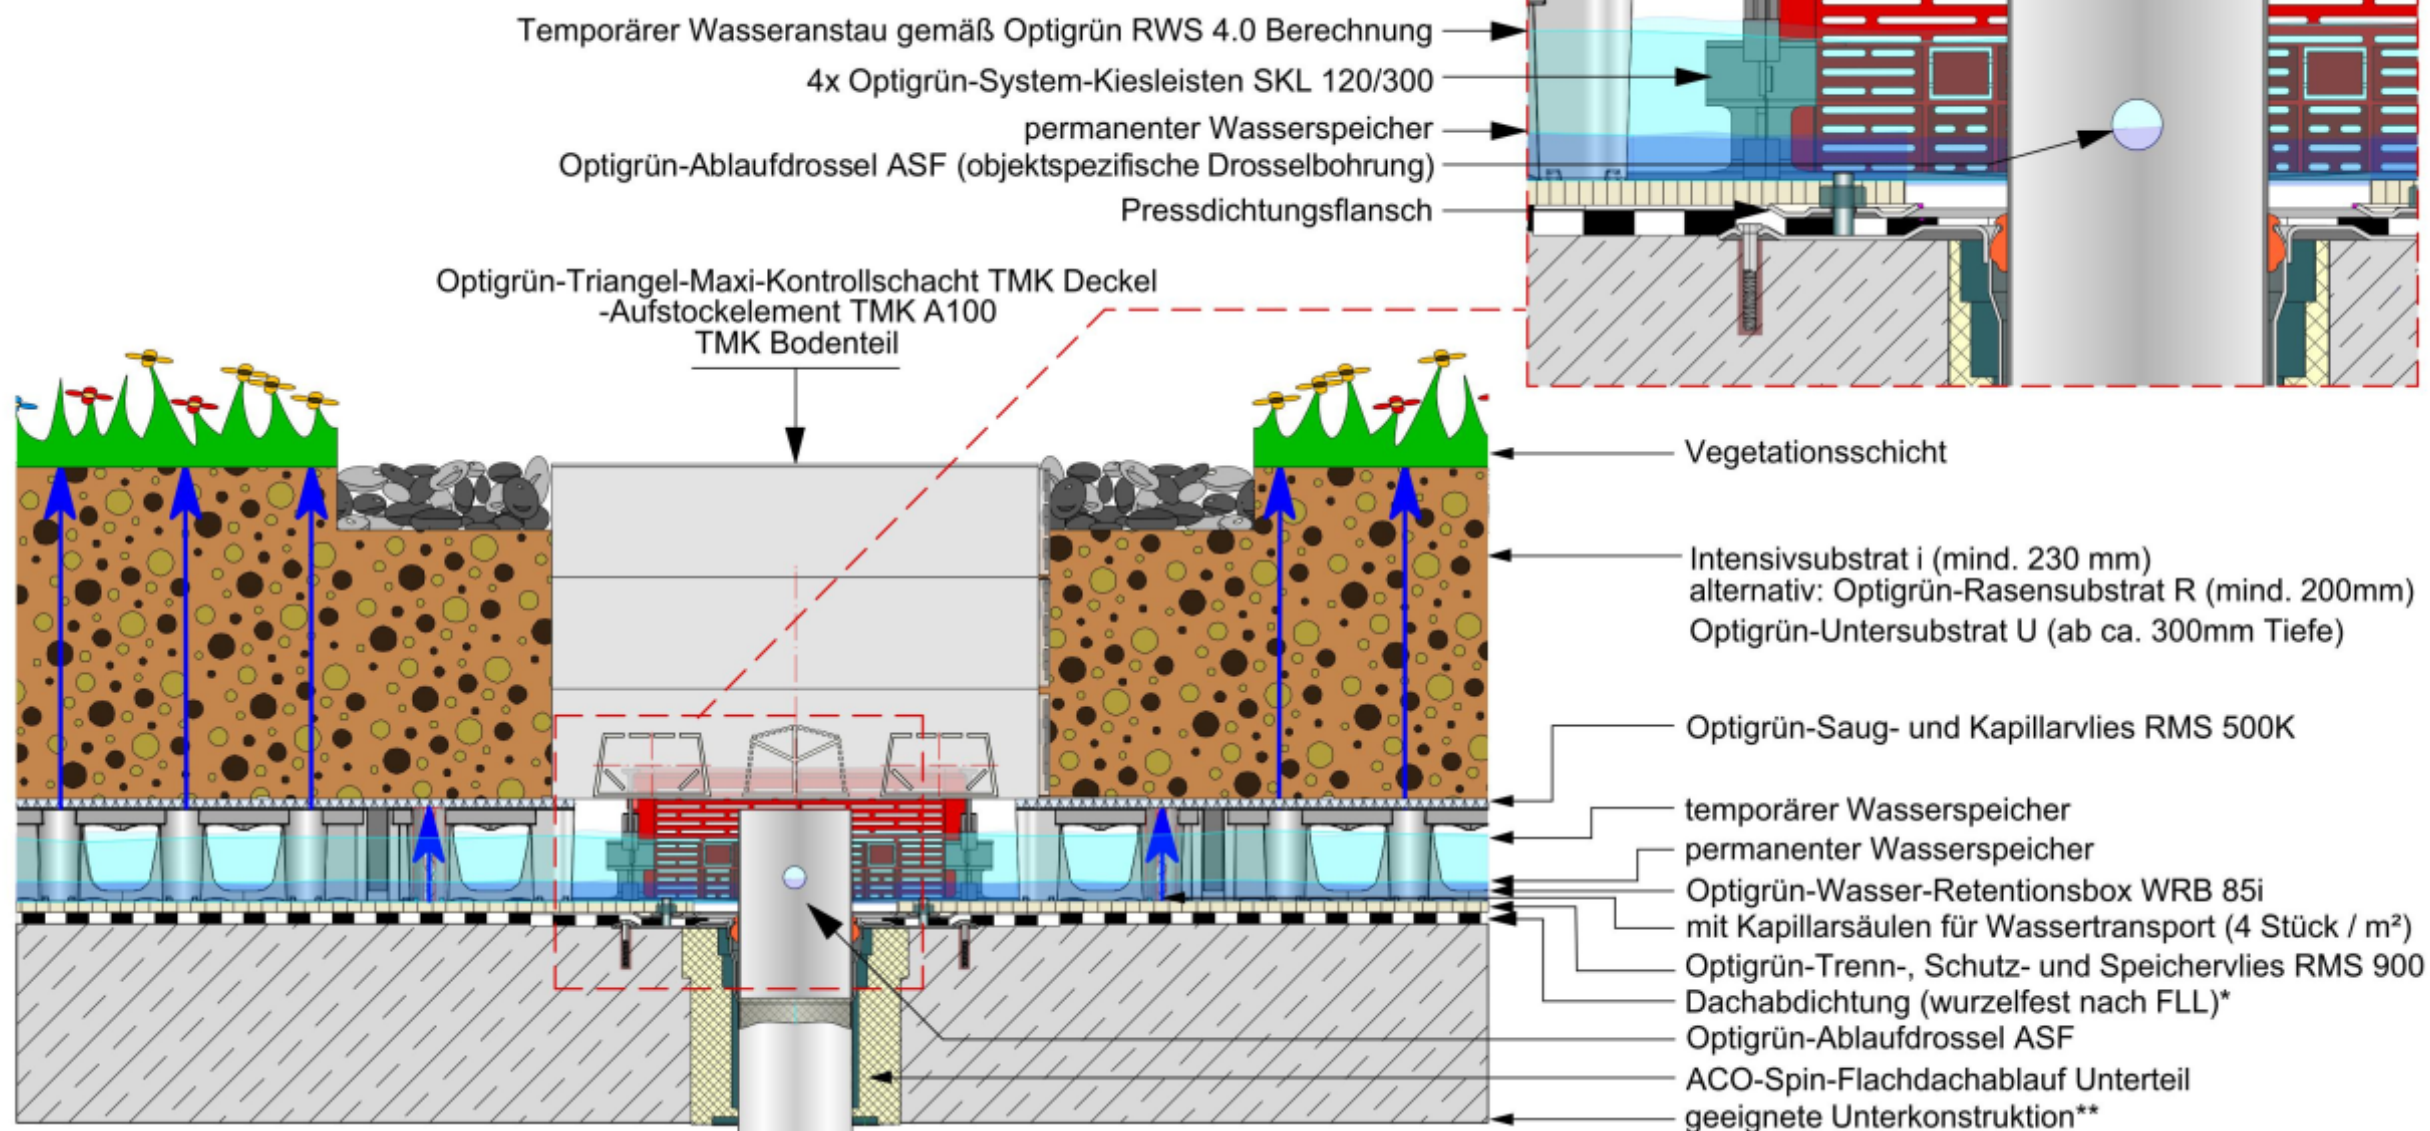 Temporärer Wasseranstau gemäß Optigrün RWS 4.0 Berechnung
4x Optigrün-System-Kiesleisten SKL 120/300
permanenter Wasserspeicher
Optigrün-Ablaufdrossel ASF (objektspezifische Drosselbohrung)
Pressdichtungsflansch
Optigrün-Triangel-Maxi-Kontrollschacht TMK Deckel
-Aufstockelement TMK A100
TMK Bodenteil
Vegetationsschicht
Intensivsubstrat i (mind. 230 mm)
alternativ: Optigrün-Rasensubstrat R (mind. 200mm)
Optigrün-Untersubstrat U (ab ca. 300mm Tiefe)
Optigrün-Saug- und Kapillarvlies RMS 500K
temporärer Wasserspeicher
permanenter Wasserspeicher
Optigrün-Wasser-Retentionsbox WRB 85i
mit Kapillarsäulen für Wassertransport (4 Stück / m²)
Optigrün-Trenn-, Schutz- und Speichervlies RMS 900
Dachabdichtung (wurzelfest nach FLL)*
Optigrün-Ablaufdrossel ASF
ACO-Spin-Flachdachablauf Unterteil
geeignete Unterkonstruktion**